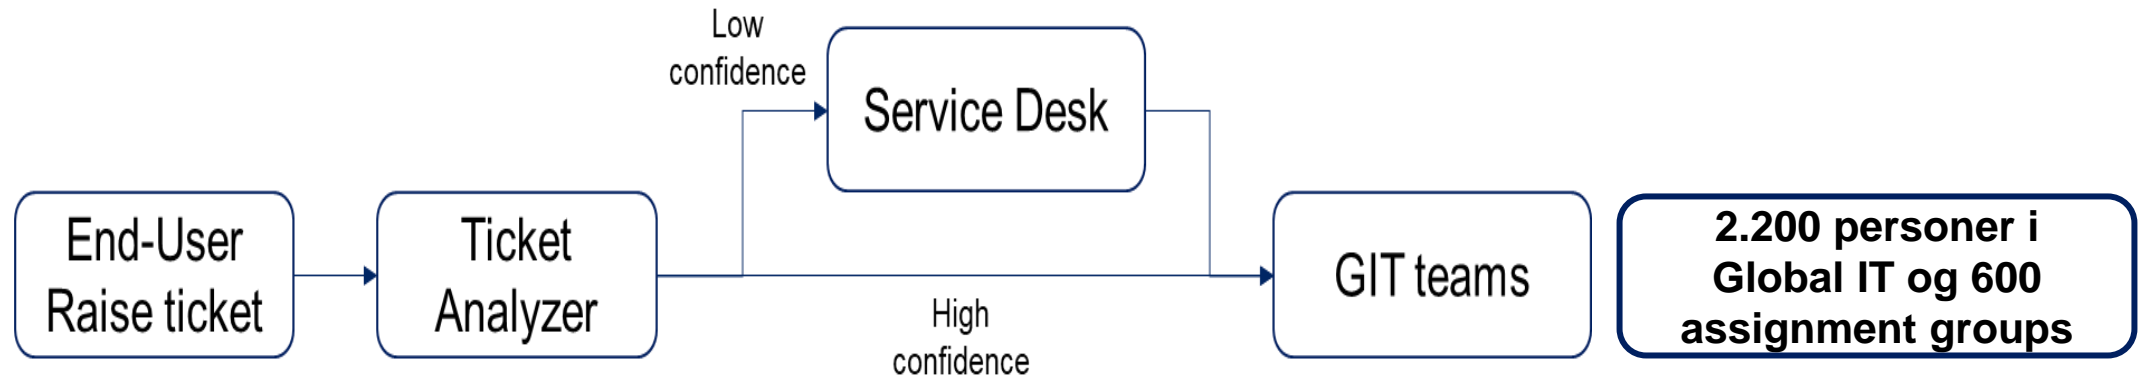 Low
confidence
Service Desk
End-User
Raise ticket
Ticket
Analyzer
High
confidence
GIT teams
2.200 personer i
Global IT og 600
assignment groups